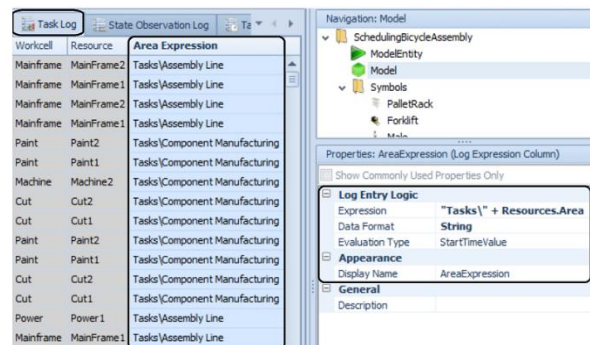 Task Log State Observation Log Ta
Workcell Resource Area Expression
Mainframe MainFrame2 Tasks\Assembly Line
Mainframe MainFrame1 Tasks\Assembly Line
Mainframe MainFrame2 Tasks\Assembly Line
Mainframe MainFrame1 Tasks\Assembly Line
Paint Paint2 Tasks\Component Manufacturing
Paint Paint1 Tasks\Component Manufacturing
Machine Machine2 Tasks\Component Manufacturing
Cut Cut2 Tasks\Component Manufacturing
Cut Cut1 Tasks\Component Manufacturing
Paint Paint2 Tasks\Component Manufacturing
Paint Paint1 Tasks\Component Manufacturing
Cut Cut2 Tasks\Component Manufacturing
Cut Cut1 Tasks\Component Manufacturing
Power Power1 Tasks\Assembly Line
Mainframe MainFrame1 Tasks\Assembly Line
Navigation: Model
SchedulingBicycleAssembly
ModelEntity
Model
Symbols
PalletRack
Forklift
Properties: AreaExpression (Log Expression Column)
Show Commonly Used Properties Only
Log Entry Logic
Expression "Tasks\" + Resources.Area
Data Format String
Evaluation Type StartTimeValue
Appearance
Display Name AreaExpression
General
Description